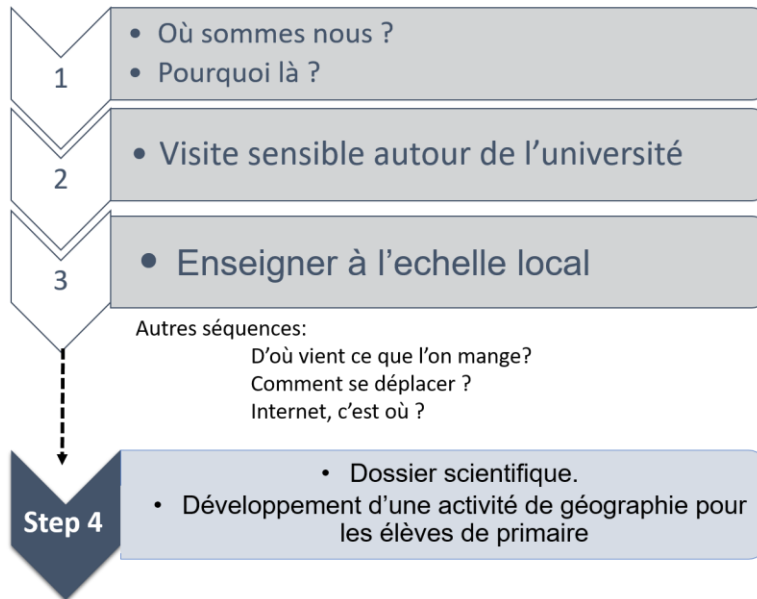 1
• Où sommes nous ?
• Pourquoi là ?
2
• Visite sensible autour de l'université
3
• Enseigner à l'echelle local
Autres séquences:
D'où vient ce que l'on mange?
Comment se déplacer ?
Internet, c'est où ?
Step 4
• Dossier scientifique.
• Développement d'une activité de géographie pour
les élèves de primaire